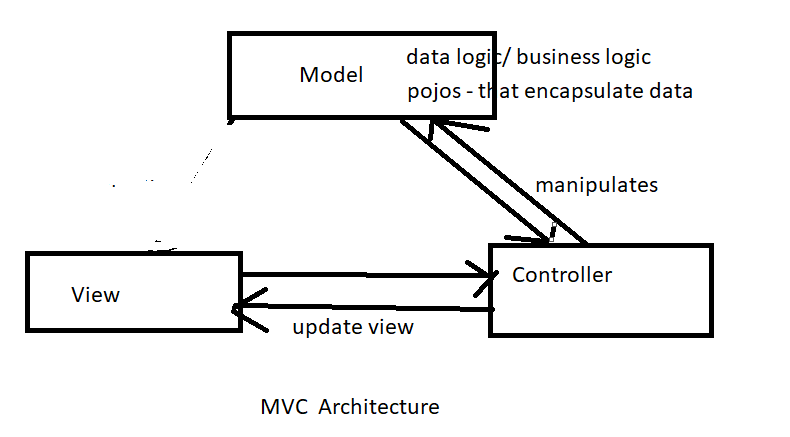 Model
data logic/ business logic
pojos - that encapsulate data
manipulates
Controller
View
update view
MVC Architecture